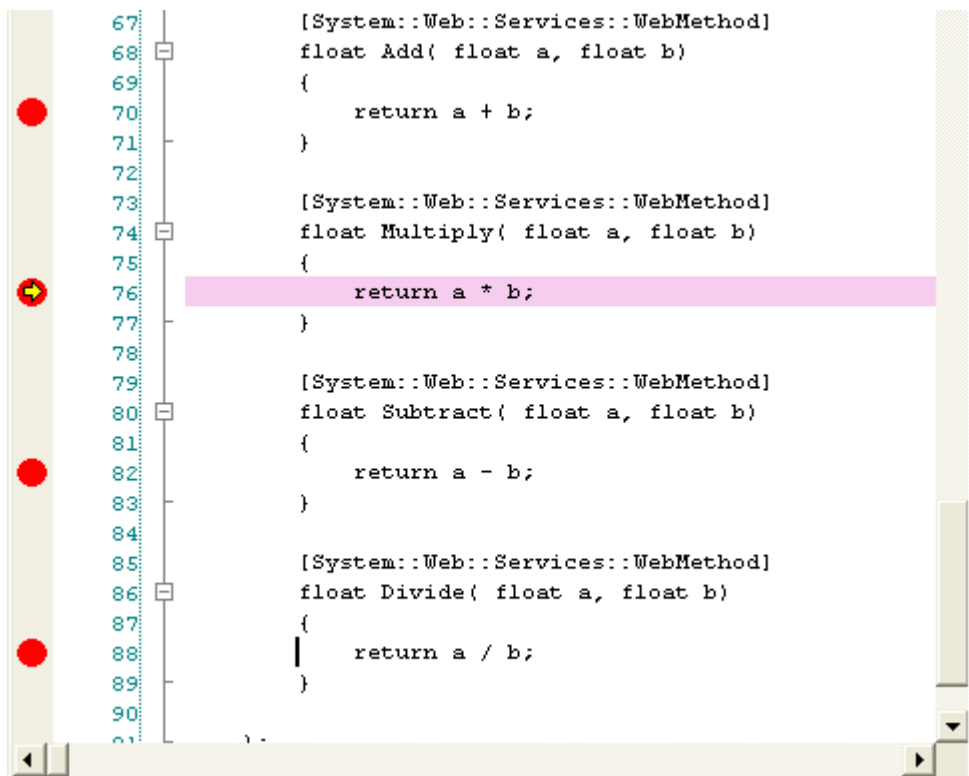 67 [System::Web::Services::WebMethod]
68 float Add( float a, float b)
69 {
70 return a + b;
71 }
72
73 [System::Web::Services::WebMethod]
74 float Multiply( float a, float b)
75 {
76 return a * b;
77 }
78
79 [System::Web::Services::WebMethod]
80 float Subtract( float a, float b)
81 {
82 return a - b;
83 }
84
85 [System::Web::Services::WebMethod]
86 float Divide( float a, float b)
87 {
88 return a / b;
89 }
90